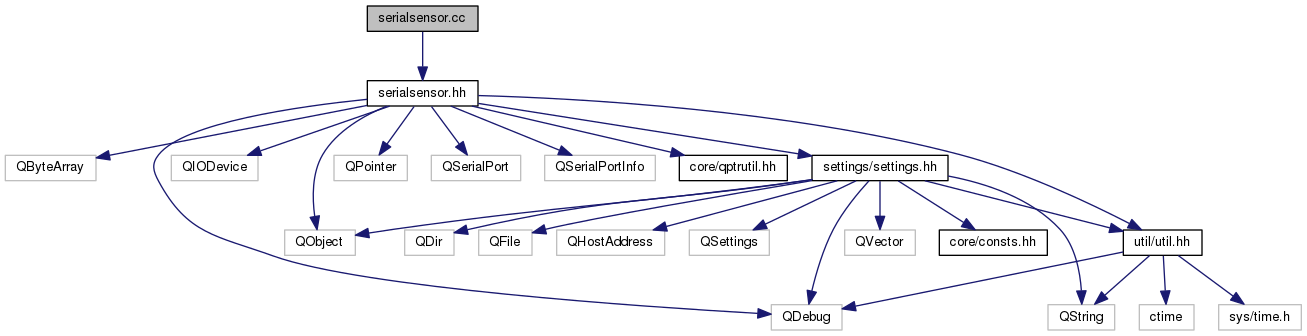 serialsensor.cc
serialsensor.hh
QByteArray
QIODevice
QPointer
QSerialPort
QSerialPortInfo
core/qptrutil.hh
settings/settings.hh
QObject
QDir
QFile
QHostAddress
QSettings
QVector
core/consts.hh
util/util.hh
QDebug
QString
ctime
sys/time.h